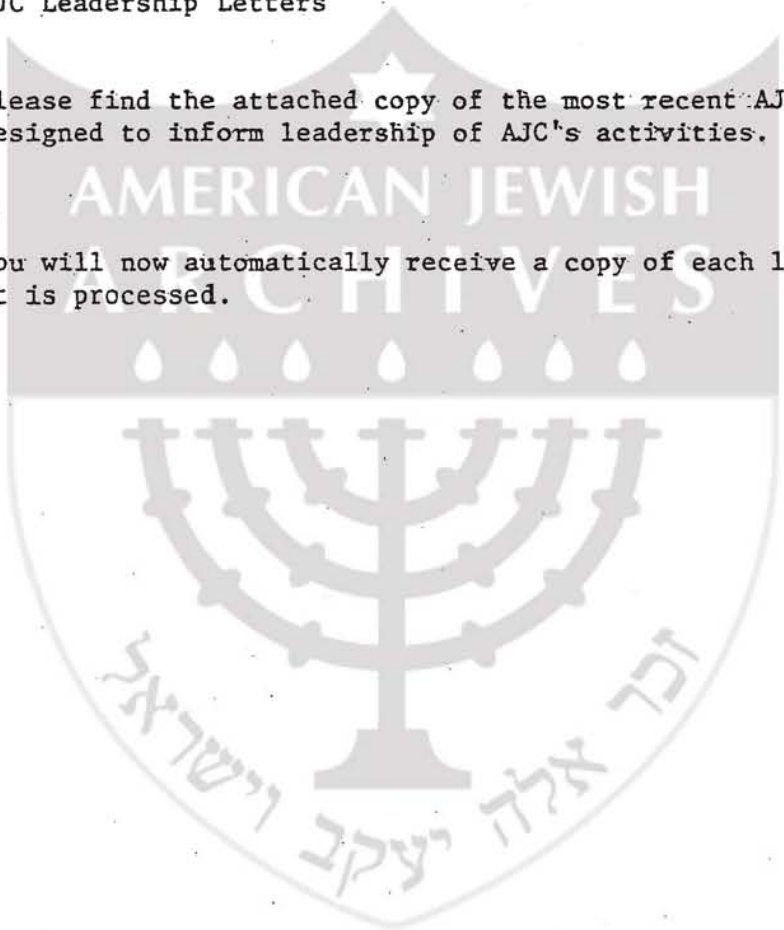 JC Leadership Letters
lease find the attached copy of the most recent AJ
esigned to inform leadership of AJC's activities.
AMERICAN JEWISH
ou will now automatically receive a copy of each l
ARCHIVES
t is processed.
זכר אלה יעקב וישראל